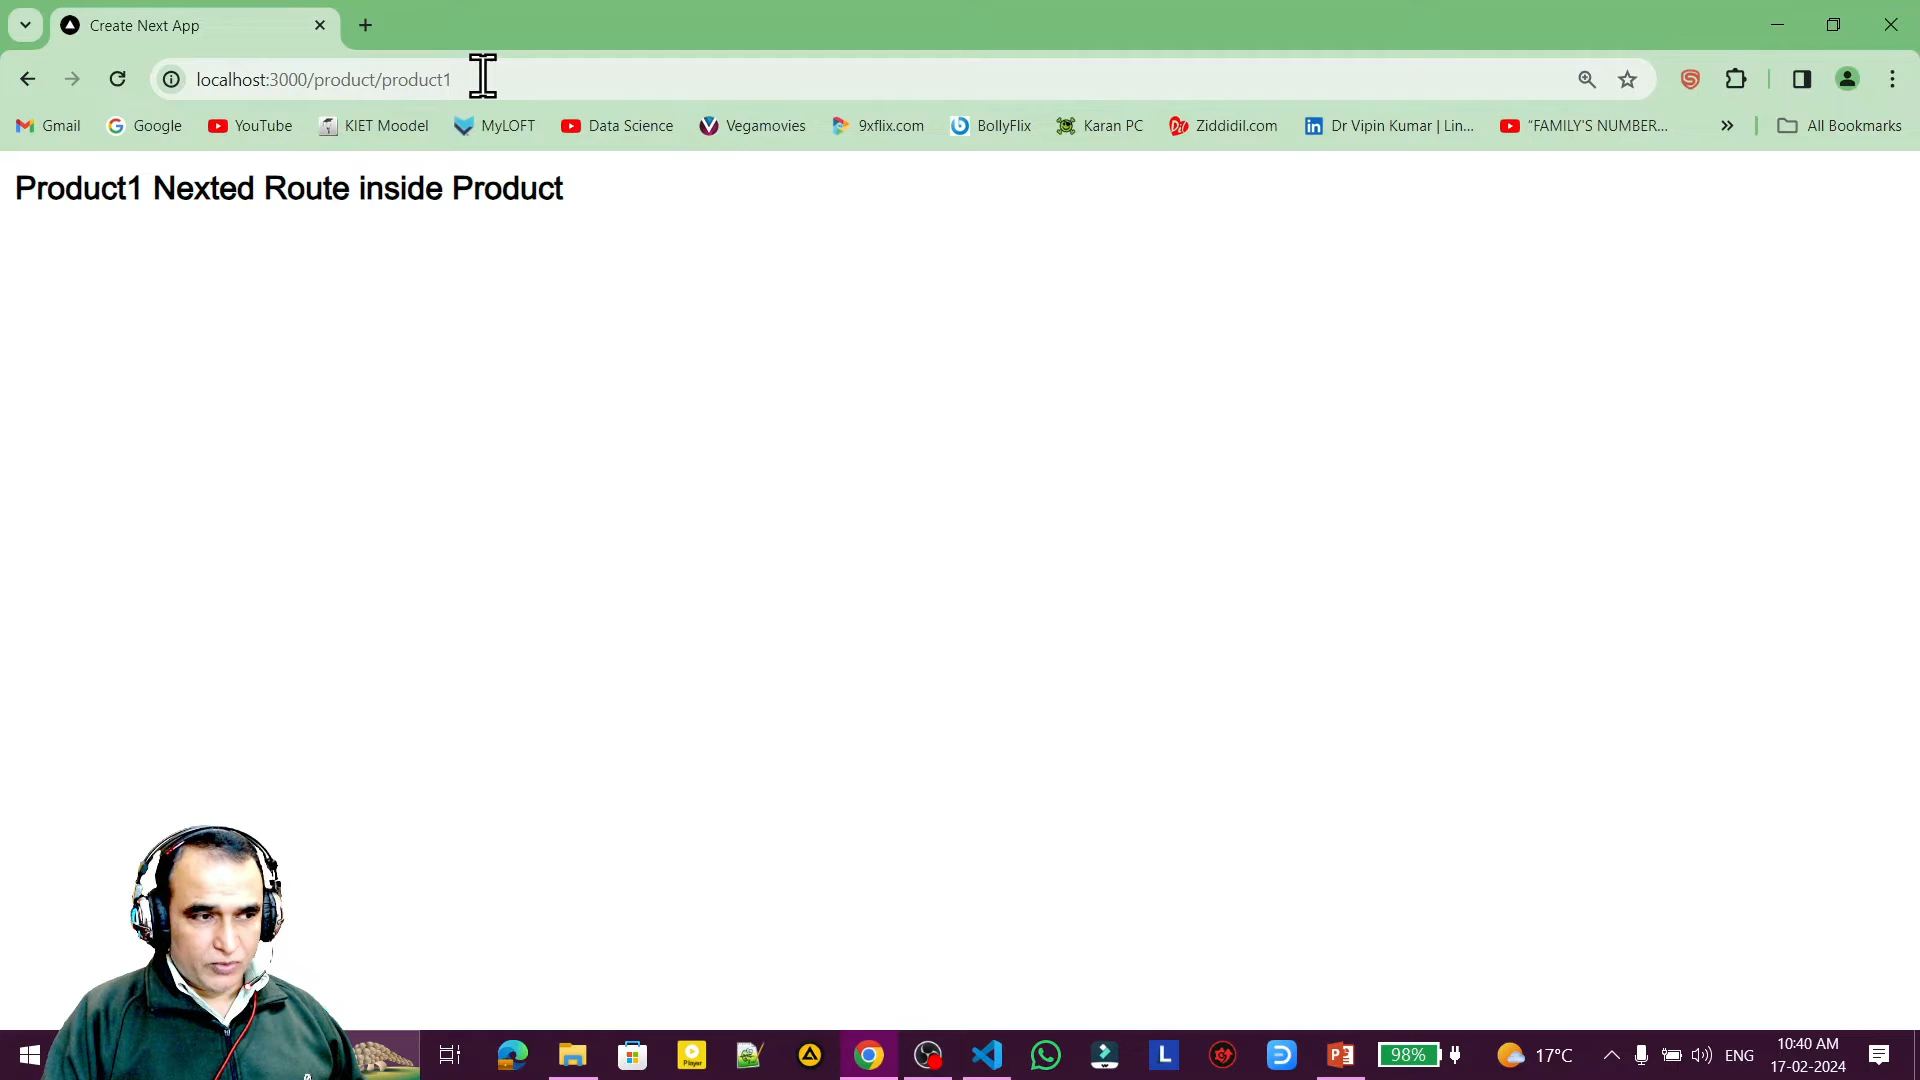 Create Next App
localhost:3000/product/product1
Gmail
Google
YouTube
KIET Moodel
MyLOFT
Data Science
Vegamovies
9xflix.com
BollyFlix
Karan PC
Ziddidil.com
Dr Vipin Kumar | Lin...
"FAMILY'S NUMBER...
All Bookmarks
Product1 Nexted Route inside Product
98%
17°C
ENG
10:40 AM
17-02-2024